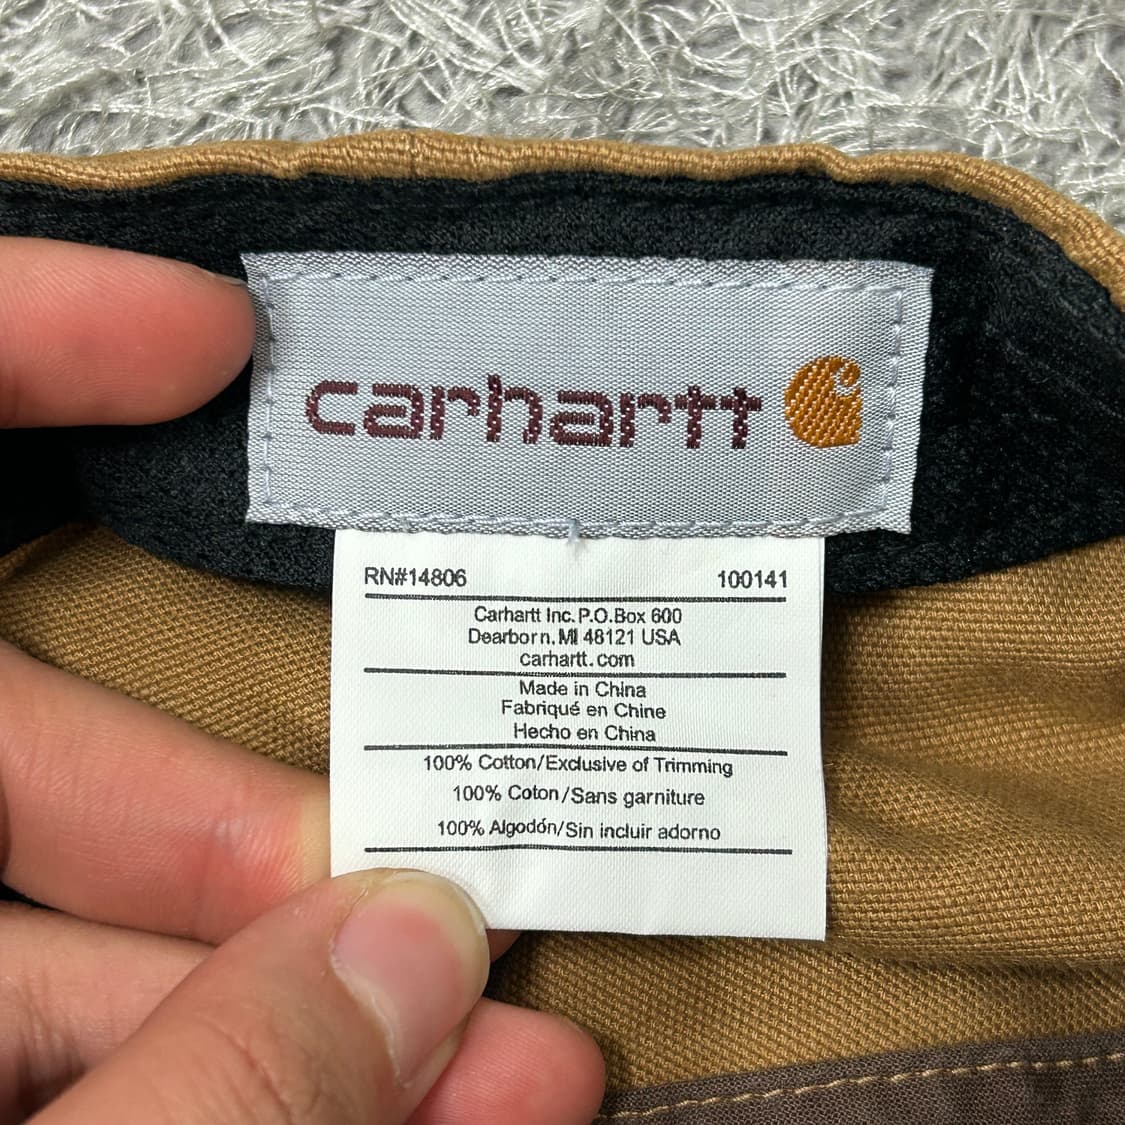 carhartt
RN#14806 100141
Carhartt Inc. P.O.Box 600
Dearborn. MI 48121 USA
carhartt.com
Made in China
Fabriqué en Chine
Hecho en China
100% Cotton/Exclusive of Trimming
100% Coton/Sans garniture
100% Algodón/Sin incluir adorno